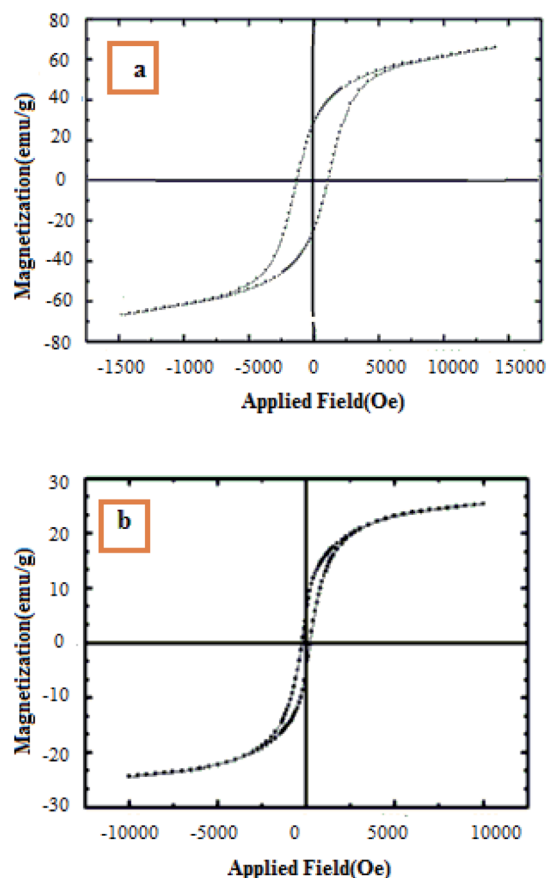 80
a
60
40
20
0
-20
-40
-60
-80
Magnetization(emu/g)
-1500 -1000 -5000 0 5000 10000 15000
Applied Field(Oe)
30
b
20
10
0
-10
-20
-30
Magnetization(emu/g)
-10000 -5000 0 5000 10000
Applied Field(Oe)